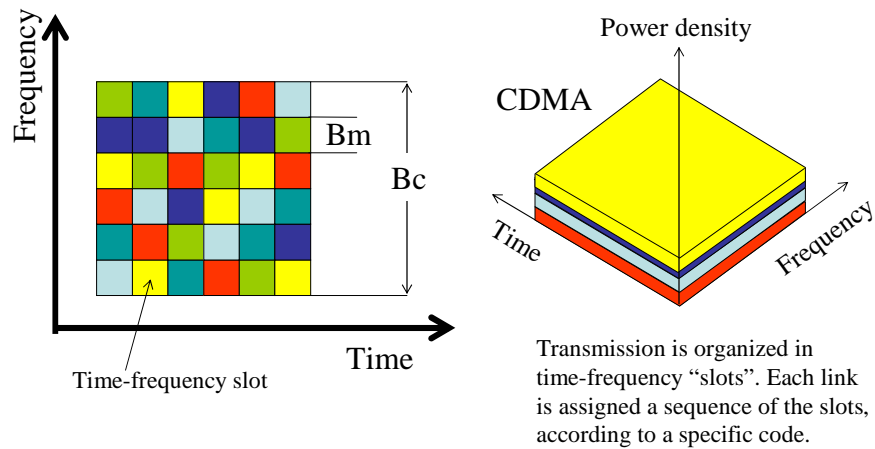 Frequency
Bm
Bc
Time
Time-frequency slot
Power density
CDMA
Time
Frequency
Transmission is organized in
time-frequency “slots”. Each link
is assigned a sequence of the slots,
according to a specific code.